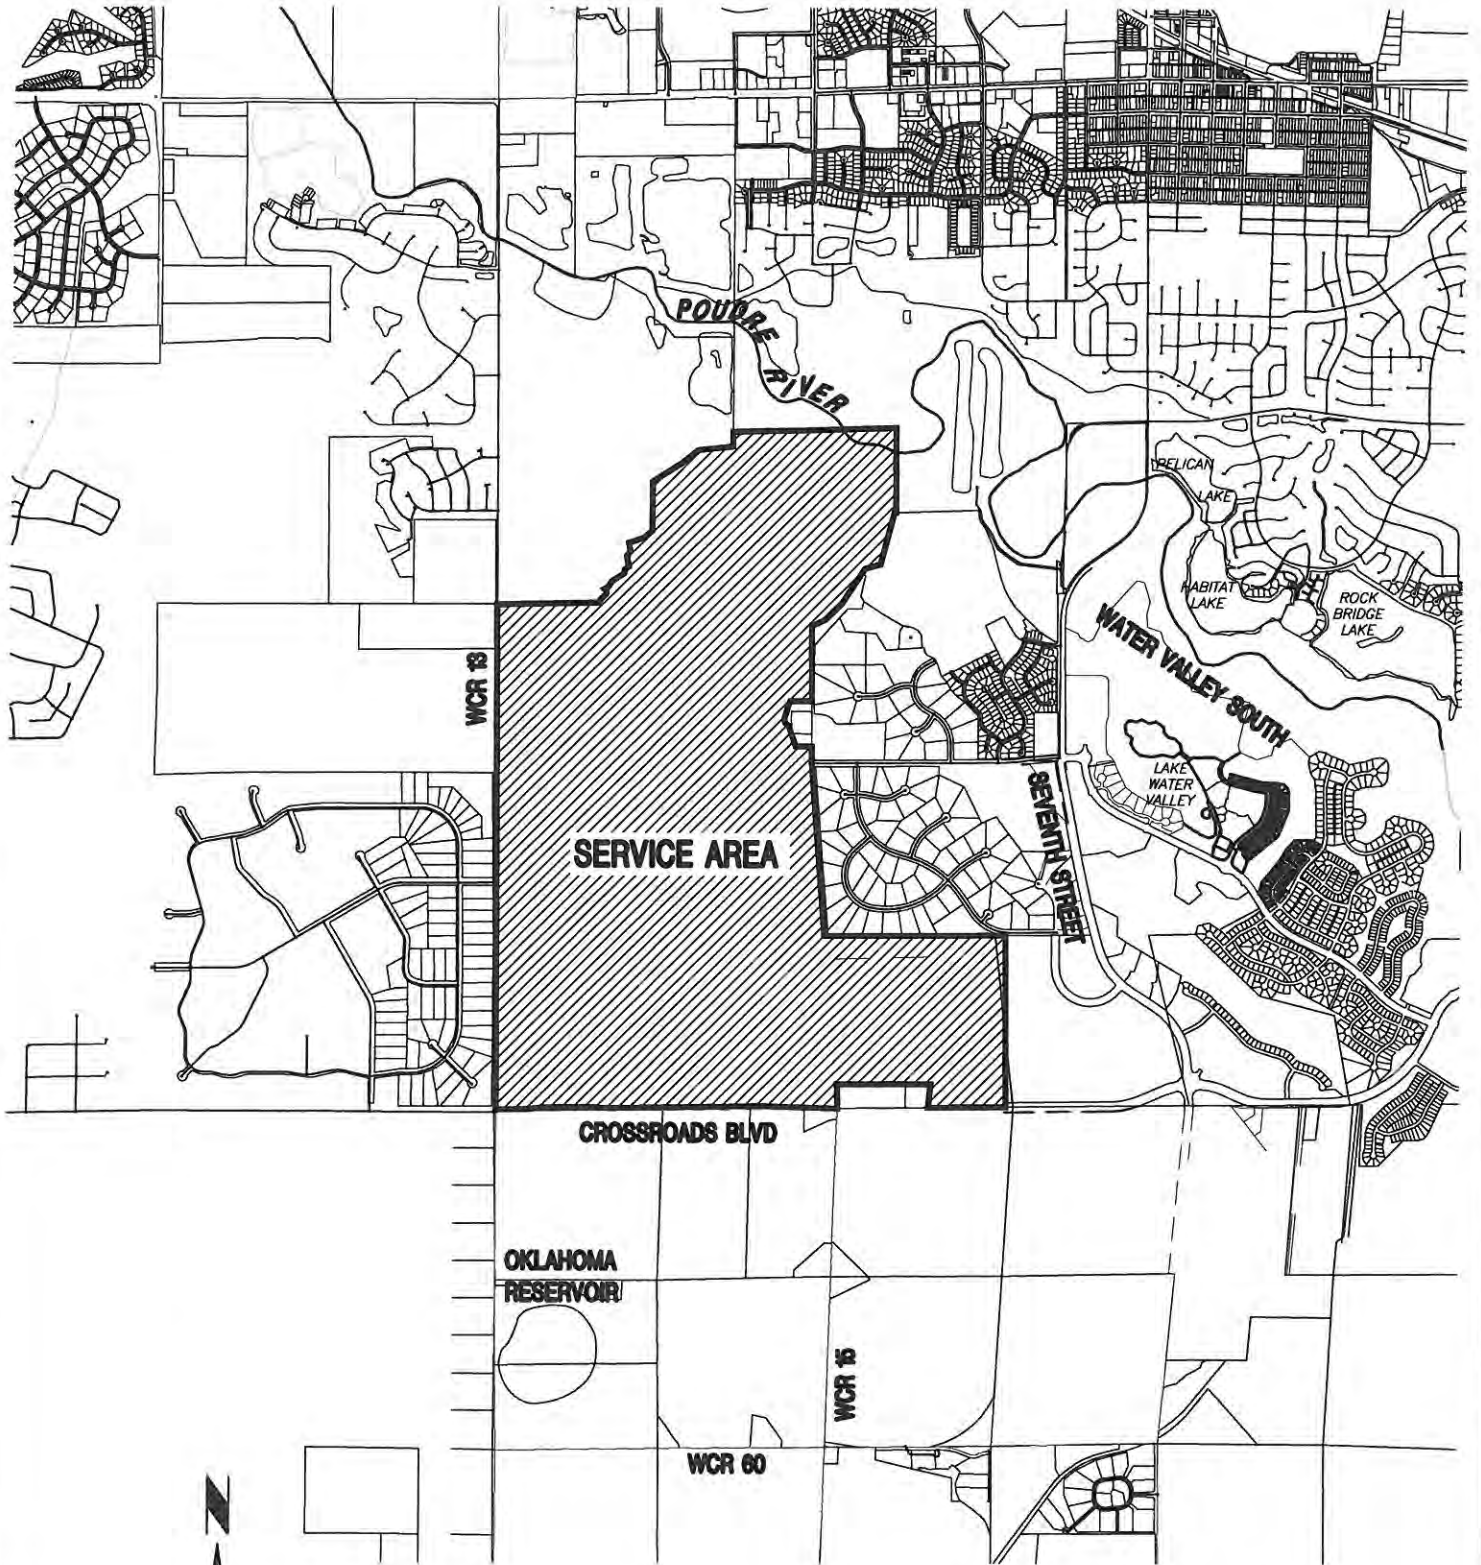 POUDRE
RIVER
PELICAN
LAKE
HABITAT
LAKE
ROCK
BRIDGE
LAKE
WATER VALLEY SOUTH
WCR 13
LAKE
WATER
VALLEY
SEVENTH STREET
SERVICE AREA
CROSSROADS BLVD
OKLAHOMA
RESERVOIR
WCR 15
WCR 60
N